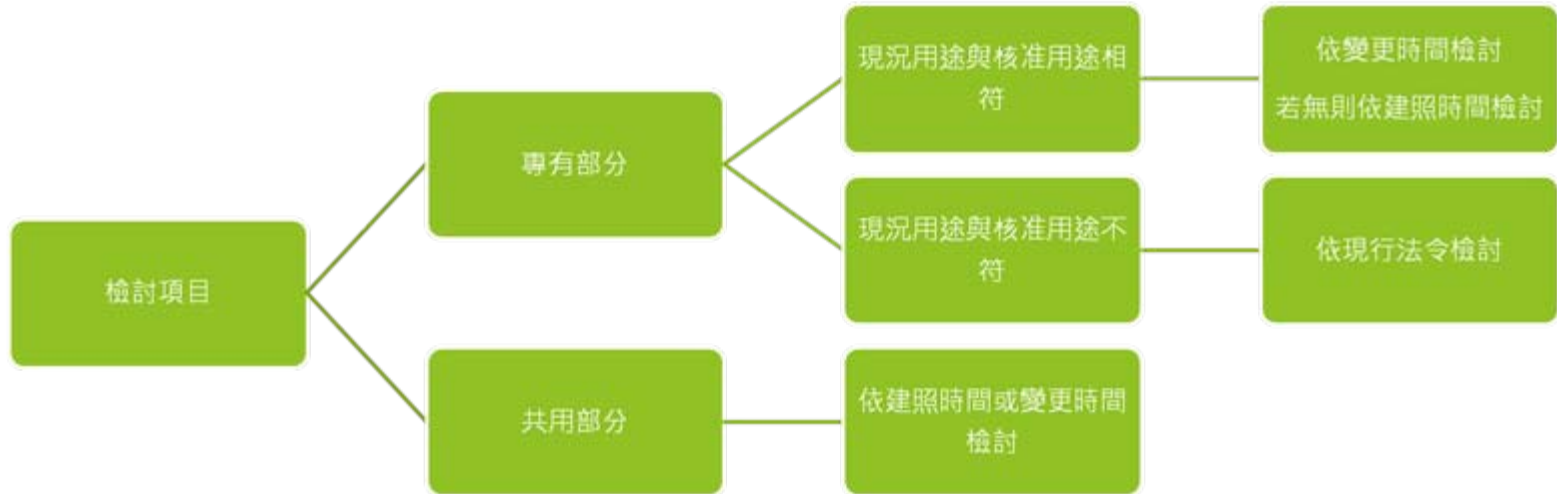 檢討項目
專有部分
現況用途與核准用途相
符
依變更時間檢討
若無則依建照時間檢討
現況用途與核准用途不
符
依現行法令檢討
共用部分
依建照時間或變更時間
檢討